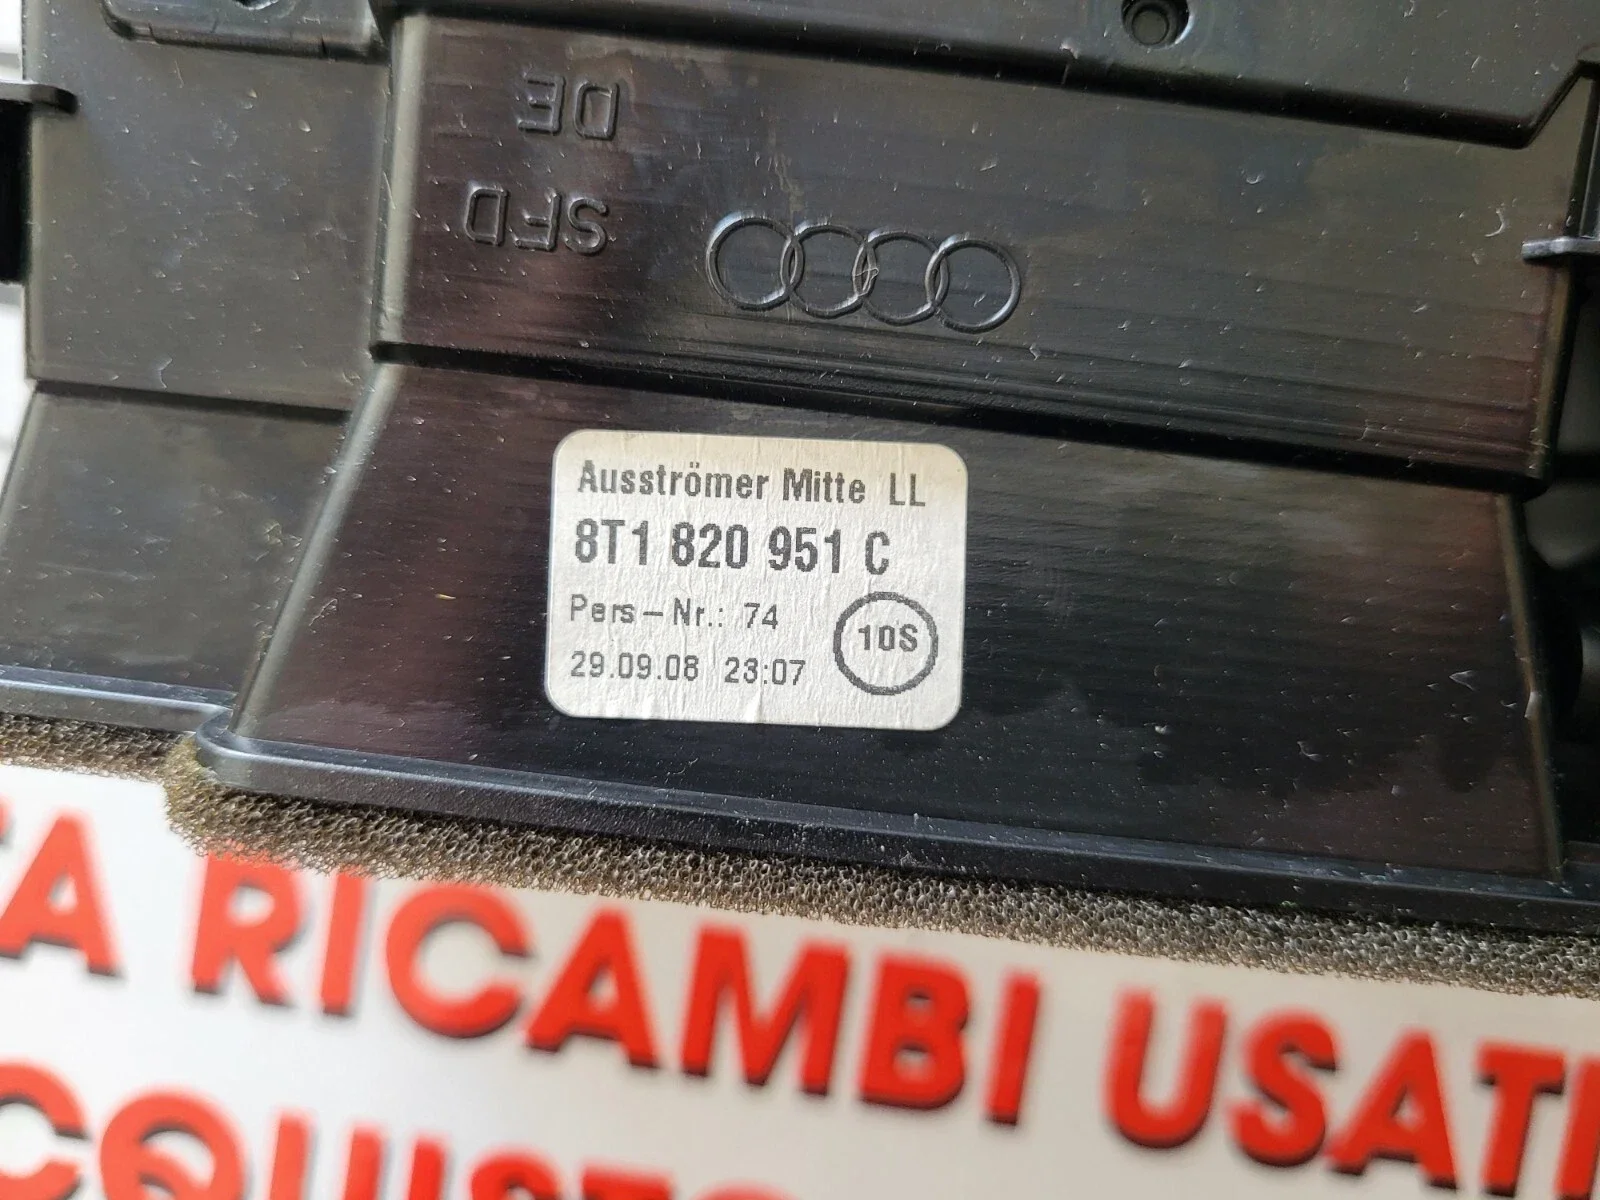 DE
SFD
Ausströmer Mitte LL
8T1 820 951 C
Pers-Nr.: 74
10S
29.09.08 23:07
RICAMBI USATI